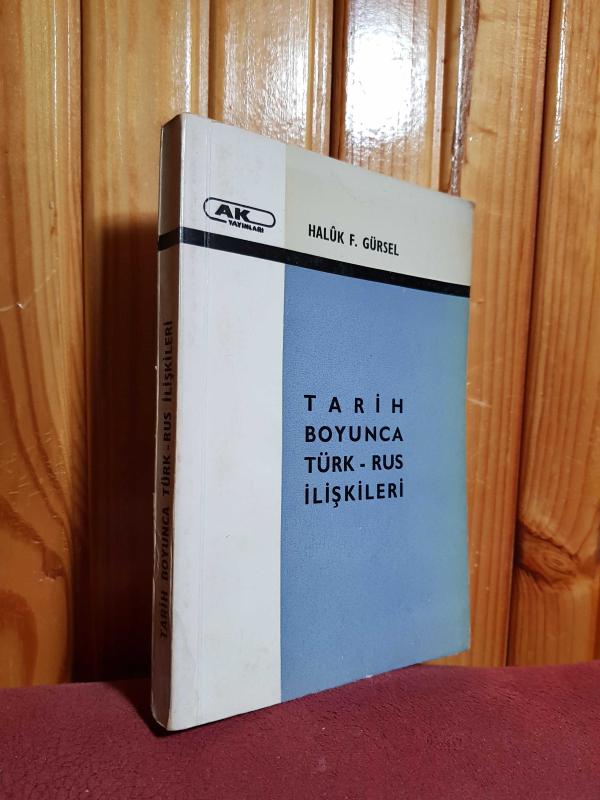 AK
YAYINLARI
HALÛK F. GÜRSEL
TARİH
BOYUNCA
TÜRK - RUS
İLİŞKİLERİ
TARİH BOYUNCA TÜRK - RUS İLİŞKİLERİ